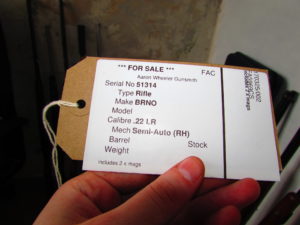 *** FOR SALE ***
FAC
Aaron Wheeler Gunsmith
Serial No 51314
Type Rifle
Make BRNO
Model
Calibre .22 LR
Mech Semi-Auto (RH)
Barrel
Stock
Weight
includes 2 x mags